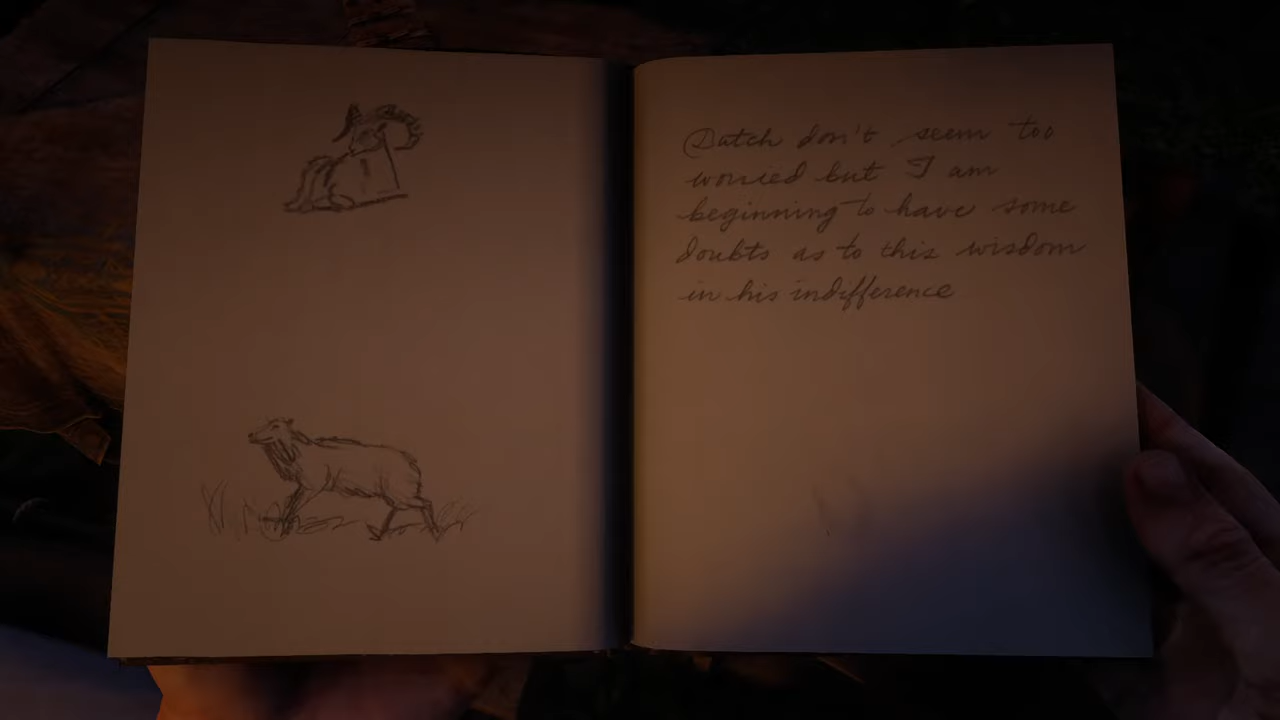 Dutch don't seem too
worried but I am
beginning to have some
doubts as to this wisdom
in his indifference